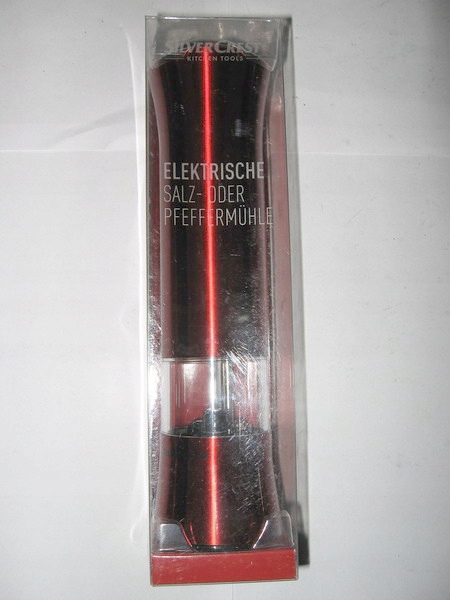 SILVERCREST
KITCHEN TOOLS
ELEKTRISCHE
SALZ- ODER
PFEFFERMÜHLE